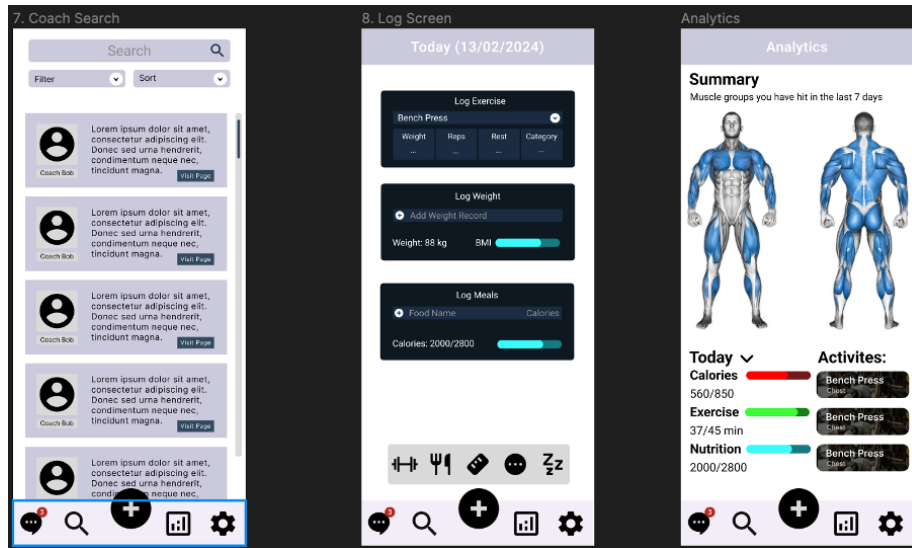 7. Coach Search
Search
Filter
Sort
Lorem ipsum dolor sit amet,
consectetur adipiscing elit.
Donec sed urna hendrerit,
condimentum neque nec,
tincidunt magna.
Coach Bob
Visit Page
Lorem ipsum dolor sit amet,
consectetur adipiscing elit.
Donec sed urna hendrerit,
condimentum neque nec,
tincidunt magna.
Coach Bob
Visit Page
Lorem ipsum dolor sit amet,
consectetur adipiscing elit.
Donec sed urna hendrerit,
condimentum neque nec,
tincidunt magna.
Coach Bob
Visit Page
Lorem ipsum dolor sit amet,
consectetur adipiscing elit.
Donec sed urna hendrerit,
condimentum neque nec,
tincidunt magna.
Coach Bob
Visit Page
Lorem ipsum dolor sit amet,
consectetur adipiscing elit.
Donec sed urna hendrerit,
neque nec,
3
8. Log Screen
Today (13/02/2024)
Log Exercise
Bench Press
Weight Reps Rest Category
... ... ... ...
Log Weight
Add Weight Record
Weight: 88 kg BMI
Log Meals
Food Name Calories
Calories: 2000/2800
Zzz
3
Analytics
Analytics
Summary
Muscle groups you have hit in the last 7 days
Today
Calories
560/850
Exercise
37/45 min
Nutrition
2000/2800
Activites:
Bench Press
Chest
Bench Press
Chest
Bench Press
Chest
3